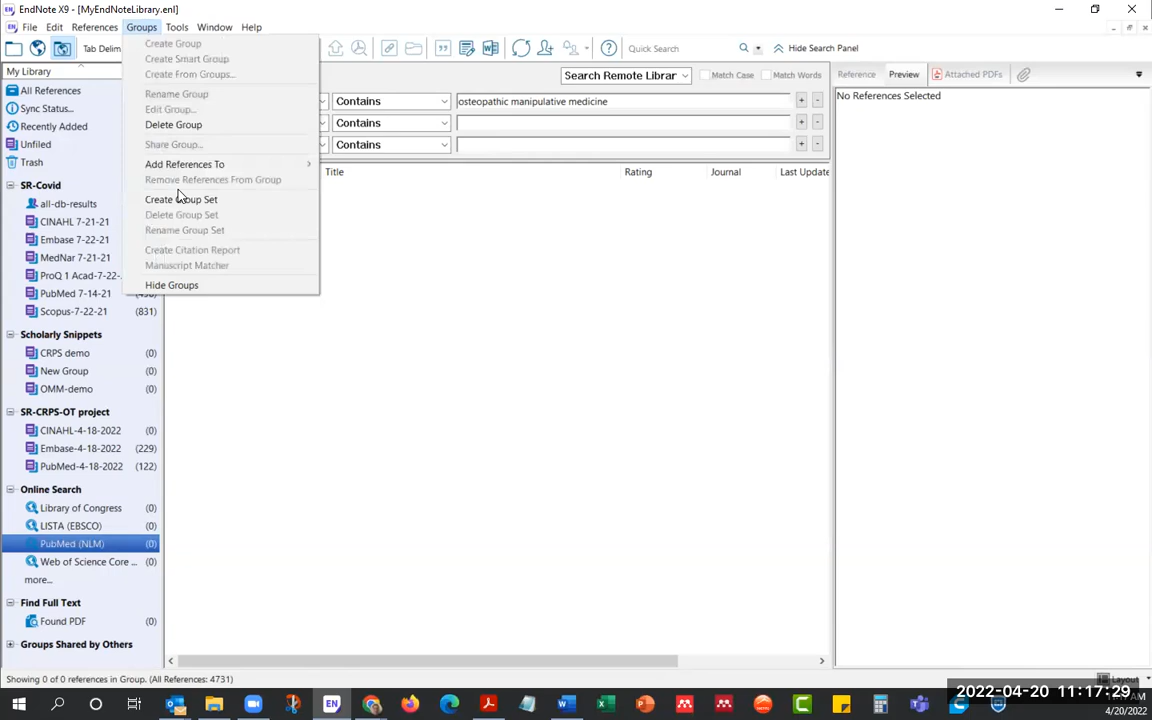 EndNote X9 - [MyEndNoteLibrary.enl]
File Edit References Groups Tools Window Help
Tab Delim
Quick Search
Hide Search Panel
My Library
All References
Sync Status...
Recently Added
Unfiled
Trash
SR-Covid
all-db-results
CINAHL 7-21-21
Embase 7-22-21
MedNar 7-21-21
ProQ 1 Acad-7-22-
PubMed 7-14-21
Scopus-7-22-21 (831)
Scholarly Snippets
CRPS demo (0)
New Group (0)
OMM-demo (0)
SR-CRPS-OT project
CINAHL-4-18-2022 (0)
Embase-4-18-2022 (229)
PubMed-4-18-2022 (122)
Online Search
Library of Congress (0)
LISTA (EBSCO) (0)
PubMed (NLM) (0)
Web of Science Core ... (0)
more...
Find Full Text
Found PDF (0)
Groups Shared by Others
Create Group
Create Smart Group
Create From Groups...
Rename Group
Edit Group...
Delete Group
Share Group...
Add References To
Remove References From Group
Create Group Set
Delete Group Set
Rename Group Set
Create Citation Report
Manuscript Matcher
Hide Groups
Search Remote Librar
Match Case
Match Words
Contains
osteopathic manipulative medicine
Contains
Contains
Title Rating Journal Last Update
Reference Preview Attached PDFs
No References Selected
Showing 0 of 0 references in Group. (All References: 4731)
Layout
2022-04-20 11:17:29
4/20/2022